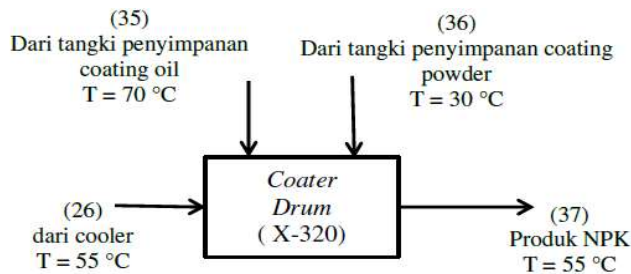 (35)
Dari tangki penyimpanan
coating oil
T = 70 °C
(36)
Dari tangki penyimpanan coating
powder
T = 30 °C
Coater
Drum
( X-320)
(26)
dari cooler
T = 55 °C
(37)
Produk NPK
T = 55 °C